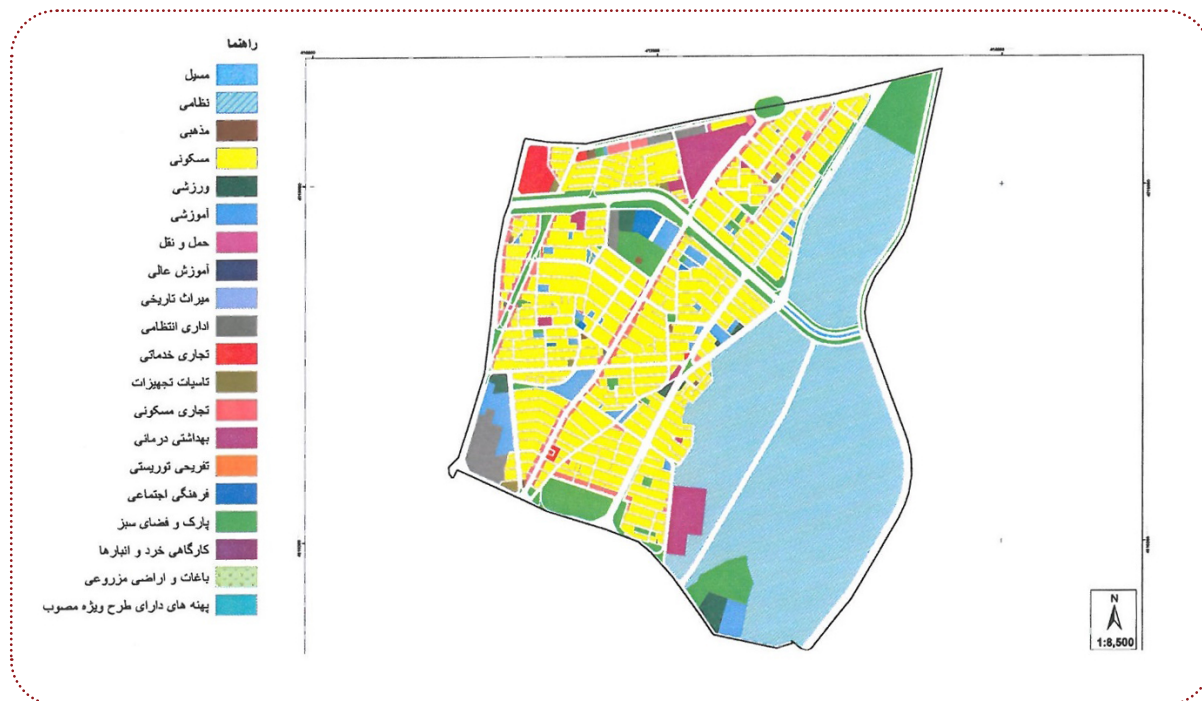 راهنما
مسیل
نظامی
مذهبی
مسکونی
ورزشی
آموزشی
حمل و نقل
آموزش عالی
میراث تاریخی
اداری انتظامی
تجاری خدماتی
تاسیات تجهیزات
تجاری مسکونی
بهداشتی درمانی
تفریحی توریستی
فرهنگی اجتماعی
پارک و فضای سبز
کارگاهی خرد و انبارها
باغات و اراضی مزروعی
پهنه های دارای طرح ویژه مصوب
N
1:8,500